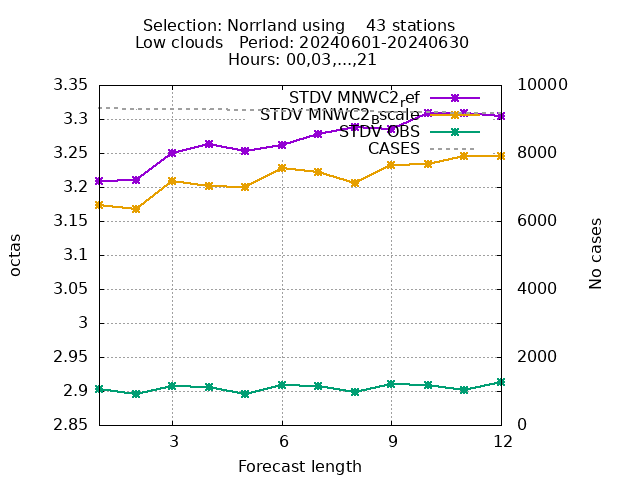 Selection: Norrland using 43 stations
Low clouds Period: 20240601-20240630
Hours: 00,03,...,21
STDV MNWC2ref
STDV MNWC2Bscale
STDV OBS
CASES
3.35
3.3
3.25
3.2
3.15
3.1
3.05
3
2.95
2.9
2.85
10000
8000
6000
4000
2000
0
octas
No cases
3 6 9 12
Forecast length